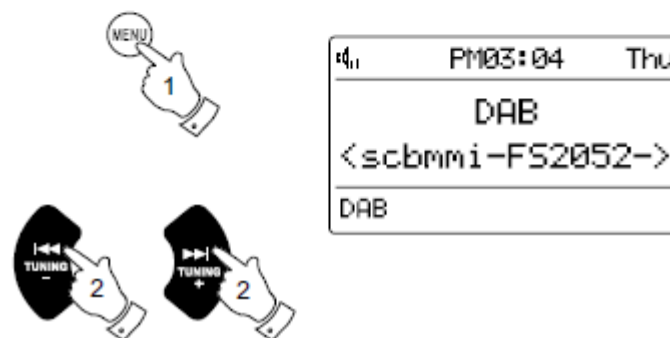 MENU
1
PM03:04 Thu
DAB
<scbmmi-FS2052->
DAB
TUNING
-
2
TUNING
+
2